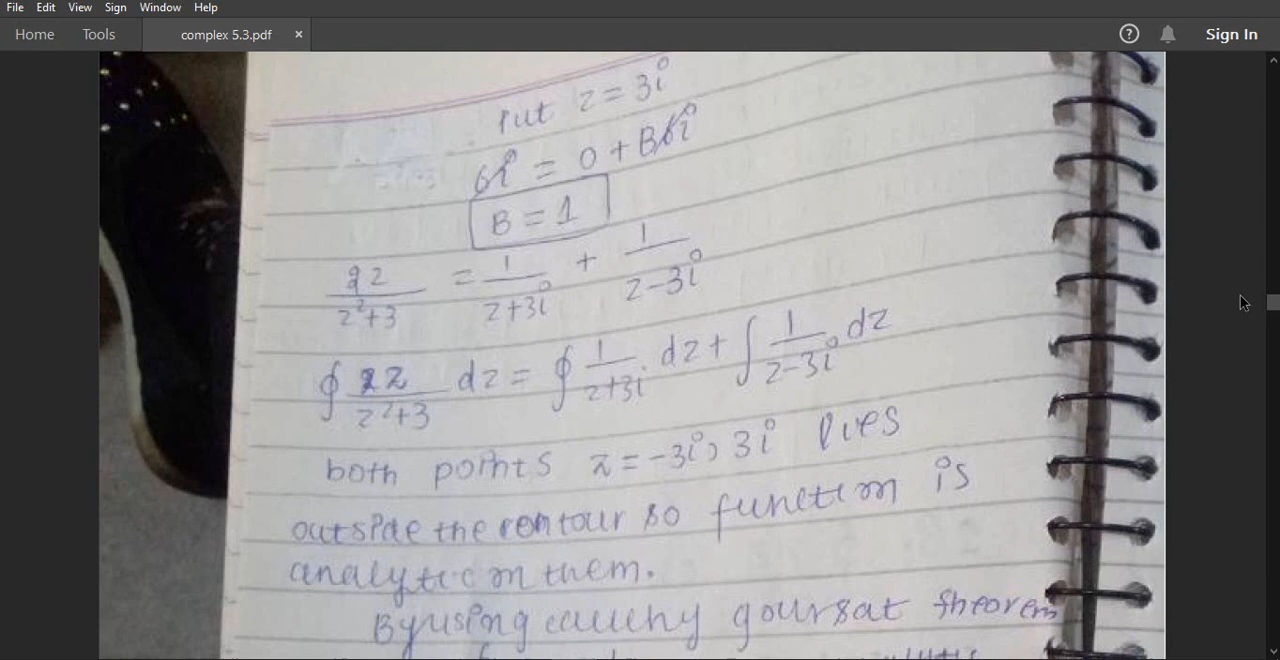 File Edit View Sign Window Help
Home Tools complex 5.3.pdf × ? Sign In
Put z = 3i
6i = 0 + B6i
B = 1
2z/z²+3 = 1/z+3i + 1/z-3i
∮ 2z/z²+3 dz = ∮ 1/z+3i dz + ∫ 1/z-3i dz
both points z = -3i, 3i lies
outside the contour so function is
analytic on them.
By using cauchy goursat theorem